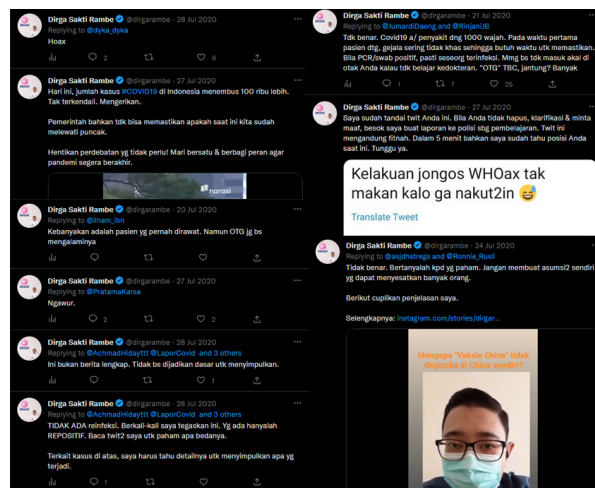 Dirga Sakti Rambe @dirgarambe · 28 Jul 2020
Replying to @dyka_dyka
Hoax
2 6
Dirga Sakti Rambe @dirgarambe · 27 Jul 2020
Hari ini, jumlah kasus #COVID19 di Indonesia menembus 100 ribu lebih.
Tak terkendali. Mengerikan.
Pemerintah bahkan tdk bisa memastikan apakah saat ini kita sudah
melewati puncak.
Hentikan perdebatan yg tidak perlu! Mari bersatu & berbagi peran agar
pandemi segera berakhir.
narasi
Dirga Sakti Rambe @dirgarambe · 20 Jul 2020
Replying to @ilham_ibn
Kebanyakan adalah pasien yg pernah dirawat. Namun OTG jg bs
mengalaminya
Dirga Sakti Rambe @dirgarambe · 27 Jul 2020
Replying to @PratamaKarsa
Ngawur.
2 2
Dirga Sakti Rambe @dirgarambe · 28 Jul 2020
Replying to @AchmadHidayttt @LaporCovid and 3 others
Ini bukan berita lengkap. Tidak bs dijadikan dasar utk menyimpulkan.
1
Dirga Sakti Rambe @dirgarambe · 28 Jul 2020
Replying to @AchmadHidayttt @LaporCovid and 3 others
TIDAK ADA reinfeksi. Berkali-kali saya tegaskan ini. Yg ada hanyalah
REPOSITIF. Baca twit2 saya utk paham apa bedanya.
Terkait kasus di atas, saya harus tahu detailnya utk menyimpulkan apa yg
terjadi.
1
Dirga Sakti Rambe @dirgarambe · 21 Jul 2020
Replying to @JumardiDaeng and @RinjaniJB
Tdk benar. Covid19 a/ penyakit dng 1000 wajah. Pada waktu pertama
pasien dtg, gejala sering tidak khas sehingga butuh waktu utk memastikan.
Bila PCR/swab positif, pasti seseorg terinfeksi. Mmg bs tdk masuk akal di
otak Anda kalau tdk belajar kedokteran. "OTG" TBC, jantung? Banyak
1 7 25
Dirga Sakti Rambe @dirgarambe · 27 Jul 2020
Saya sudah tandai twit Anda ini. Bila Anda tidak hapus, klarifikasi & minta
maaf, besok saya buat laporan ke polisi sbg pembelajaran. Twit ini
mengandung fitnah. Dalam 5 menit bahkan saya sudah tahu posisi Anda
saat ini. Tunggu ya.
Kelakuan jongos WHOax tak
makan kalo ga nakut2in 😅
Translate Tweet
Dirga Sakti Rambe @dirgarambe · 24 Jul 2020
Replying to @asjdhstregs and @Ronnie_Rusli
Tidak benar. Bertanyalah kpd yg paham. Jangan membuat asumsi2 sendiri
yg dapat menyesatkan banyak orang.
Berikut cuplikan penjelasan saya.
Selengkapnya: instagram.com/stories/dirgar...
Mengapa "Vaksin China" tidak
diujicoba di China sendiri?